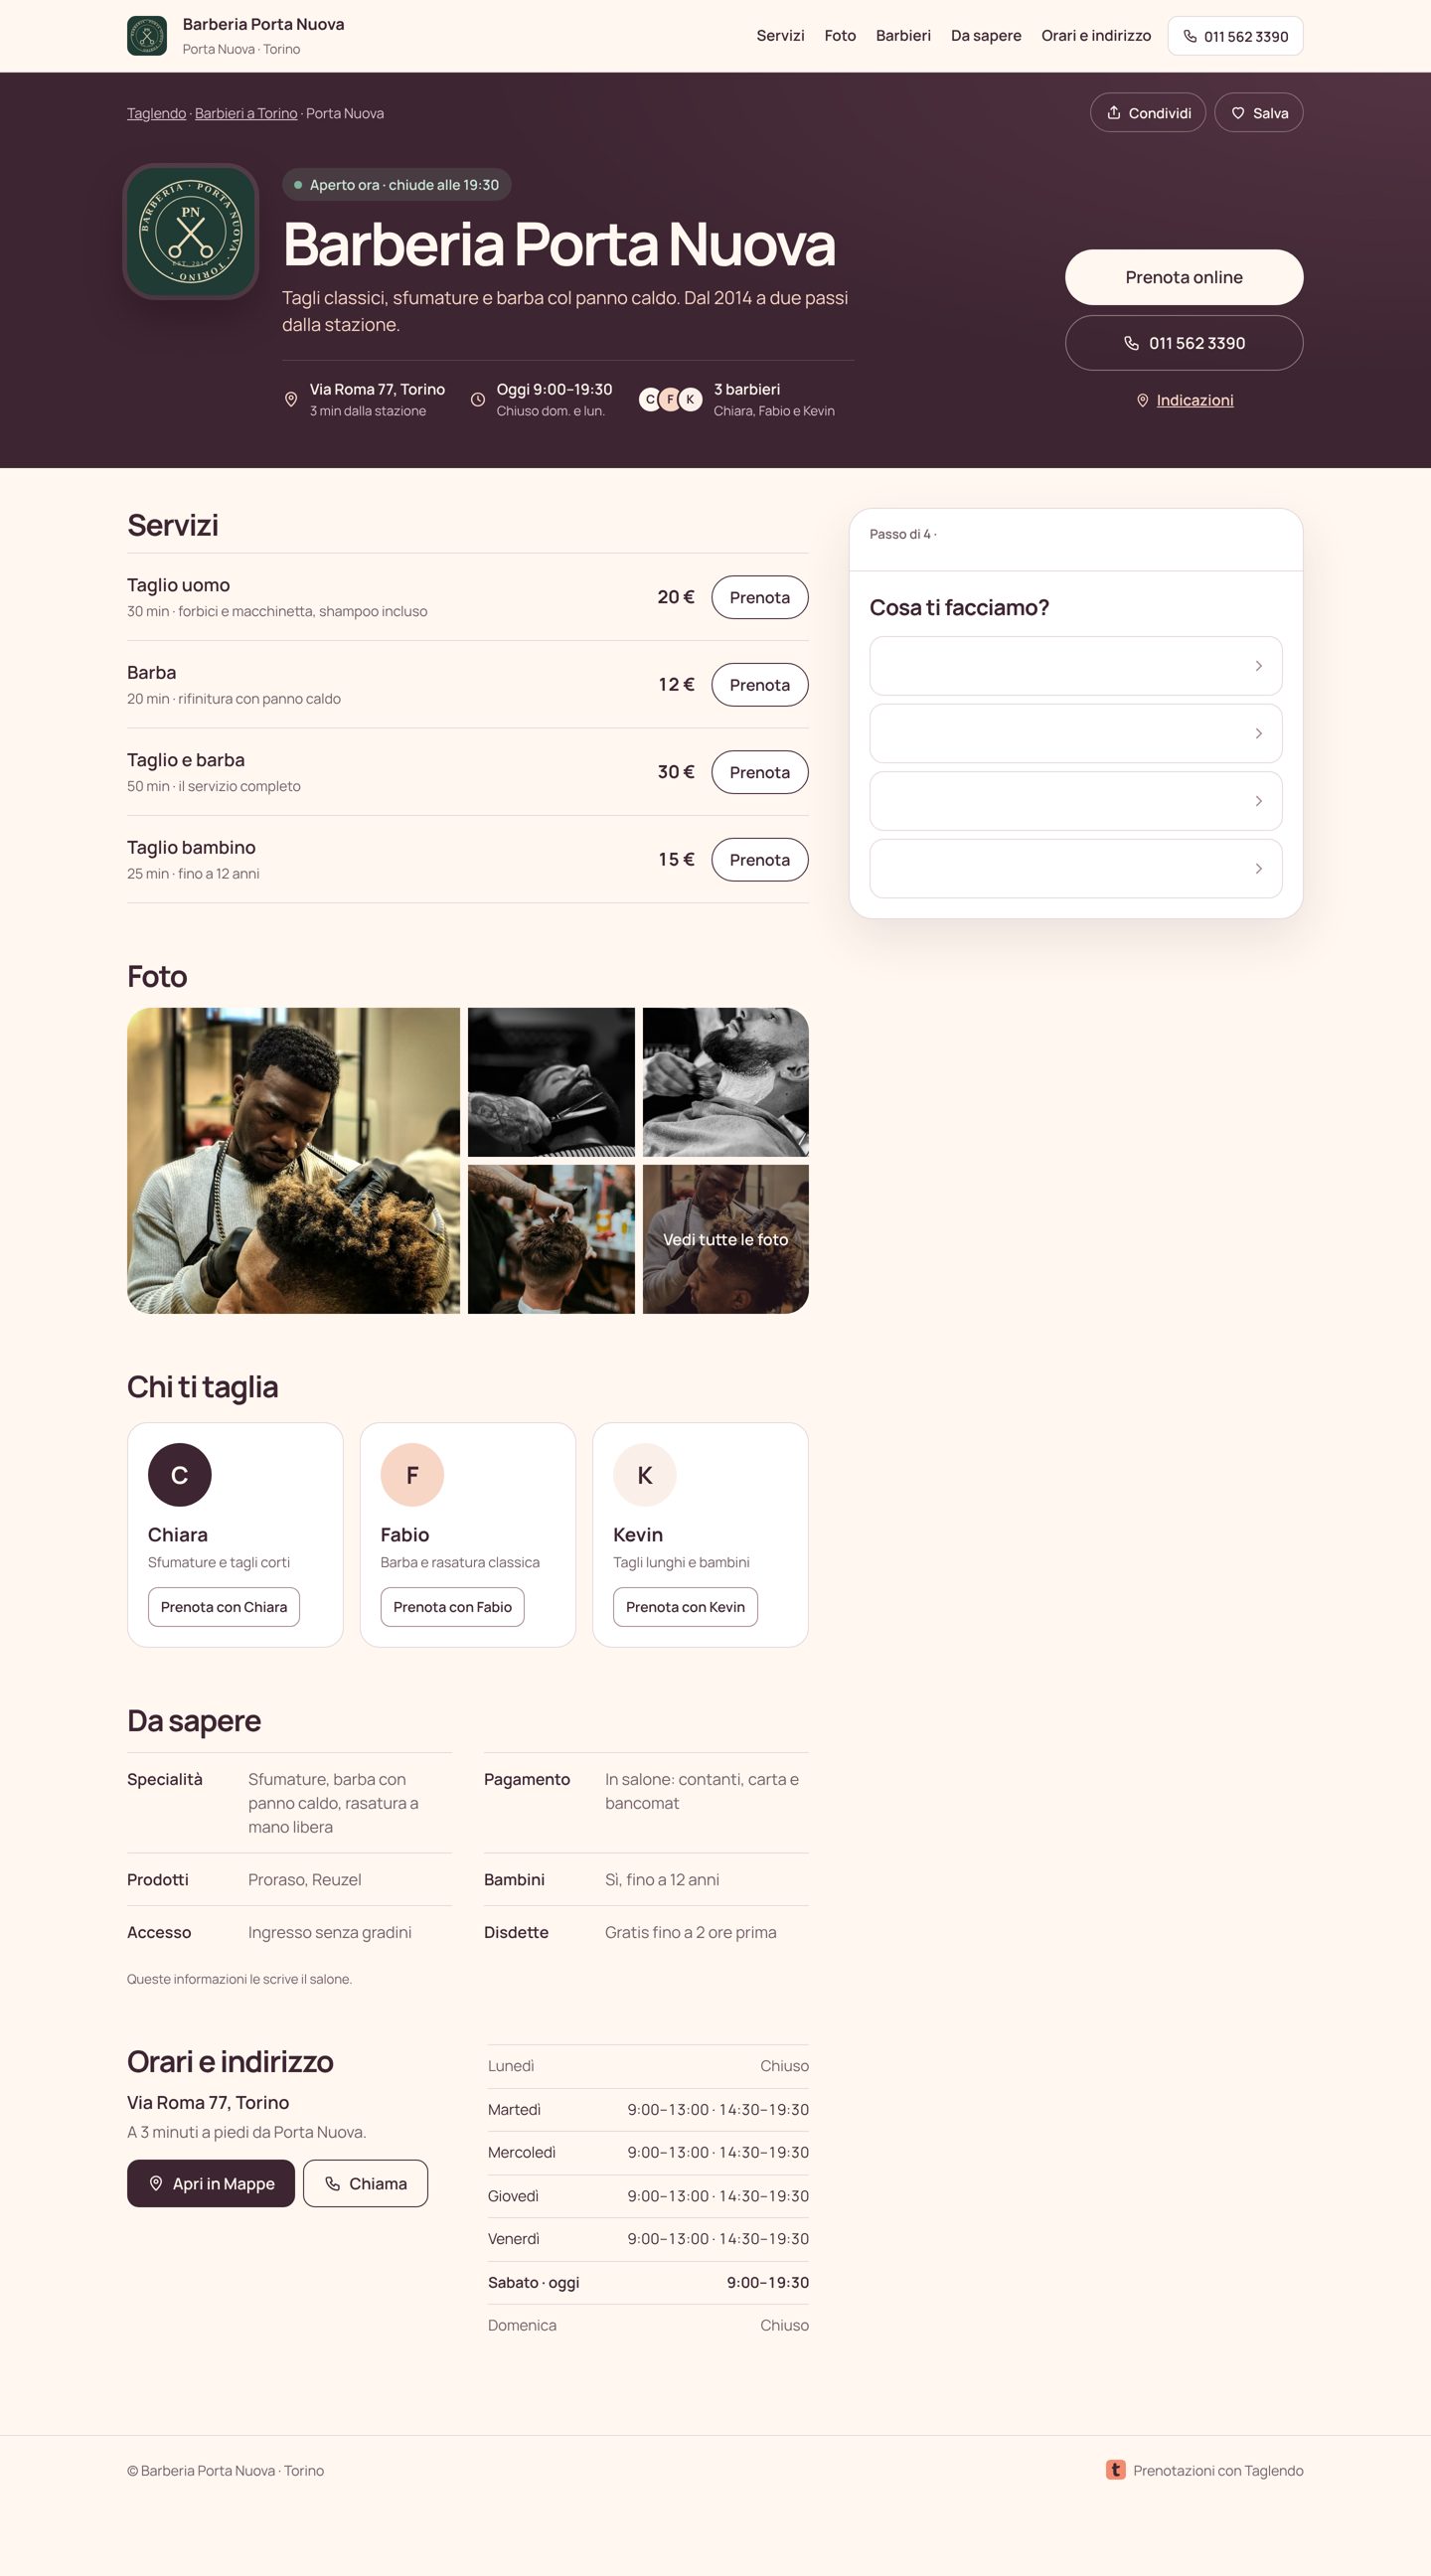 Barberia Porta Nuova
Porta Nuova · Torino
Servizi
Foto
Barbieri
Da sapere
Orari e indirizzo
011 562 3390
Taglendo · Barbieri a Torino · Porta Nuova
Condividi
Salva
BARBERIA · PORTA NUOVA · TORINO ·
PN
EST. 2014
Aperto ora · chiude alle 19:30
Barberia Porta Nuova
Tagli classici, sfumature e barba col panno caldo. Dal 2014 a due passi
dalla stazione.
Prenota online
011 562 3390
Indicazioni
Via Roma 77, Torino
3 min dalla stazione
Oggi 9:00–19:30
Chiuso dom. e lun.
C F K
3 barbieri
Chiara, Fabio e Kevin
Servizi
Taglio uomo
30 min · forbici e macchinetta, shampoo incluso
20 €
Prenota
Barba
20 min · rifinitura con panno caldo
12 €
Prenota
Taglio e barba
50 min · il servizio completo
30 €
Prenota
Taglio bambino
25 min · fino a 12 anni
15 €
Prenota
Passo di 4 ·
Cosa ti facciamo?
Foto
Vedi tutte le foto
Chi ti taglia
C
Chiara
Sfumature e tagli corti
Prenota con Chiara
F
Fabio
Barba e rasatura classica
Prenota con Fabio
K
Kevin
Tagli lunghi e bambini
Prenota con Kevin
Da sapere
Specialità
Sfumature, barba con
panno caldo, rasatura a
mano libera
Pagamento
In salone: contanti, carta e
bancomat
Prodotti
Proraso, Reuzel
Bambini
Sì, fino a 12 anni
Accesso
Ingresso senza gradini
Disdette
Gratis fino a 2 ore prima
Queste informazioni le scrive il salone.
Orari e indirizzo
Via Roma 77, Torino
A 3 minuti a piedi da Porta Nuova.
Apri in Mappe
Chiama
Lunedì Chiuso
Martedì 9:00–13:00 · 14:30–19:30
Mercoledì 9:00–13:00 · 14:30–19:30
Giovedì 9:00–13:00 · 14:30–19:30
Venerdì 9:00–13:00 · 14:30–19:30
Sabato · oggi 9:00–19:30
Domenica Chiuso
© Barberia Porta Nuova · Torino
t Prenotazioni con Taglendo